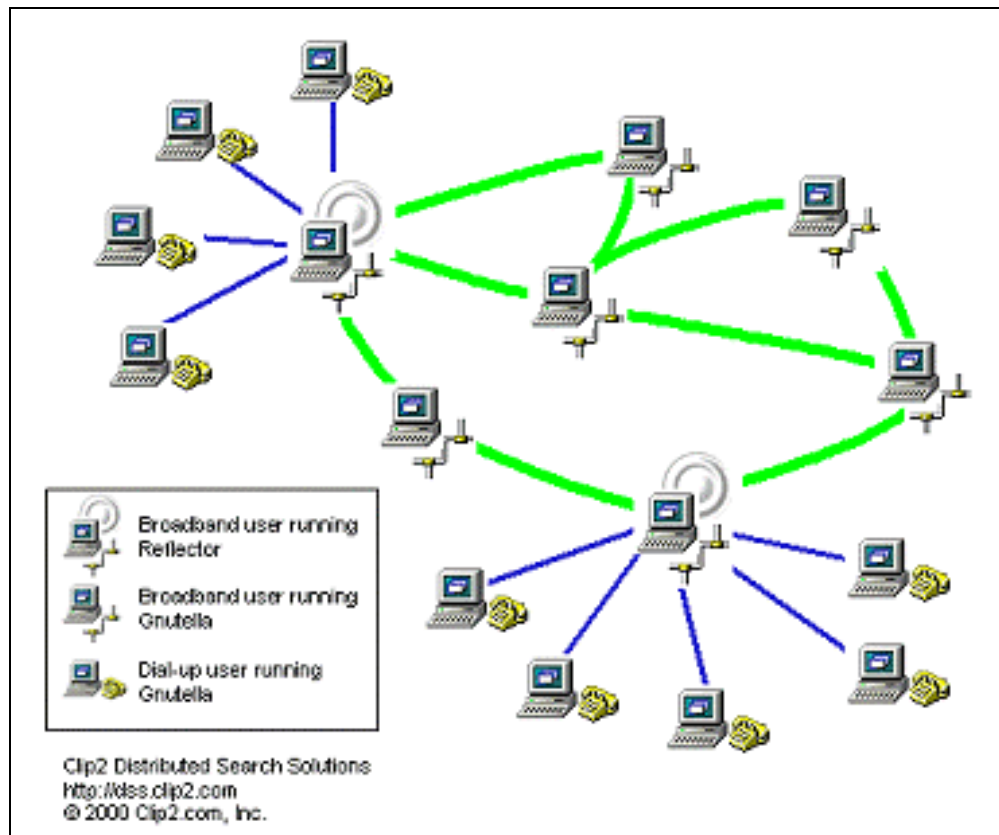 Broadband user running
Reflector
Broadband user running
Gnutella
Dial-up user running
Gnutella
Clip2 Distributed Search Solutions
http://dss.clip2.com
© 2000 Clip2.com, Inc.